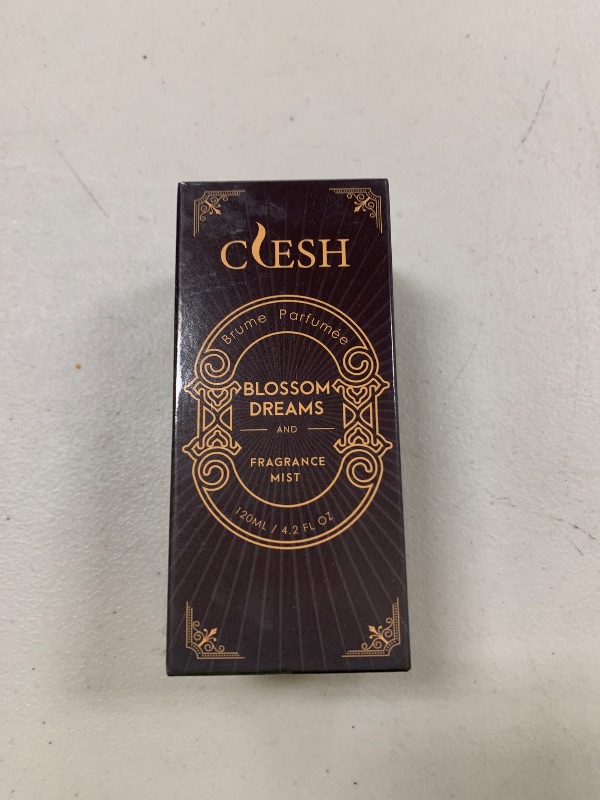 CLESH
Brume Parfumée
BLOSSOM
DREAMS
AND
FRAGRANCE
MIST
120ML / 4.2 FL OZ